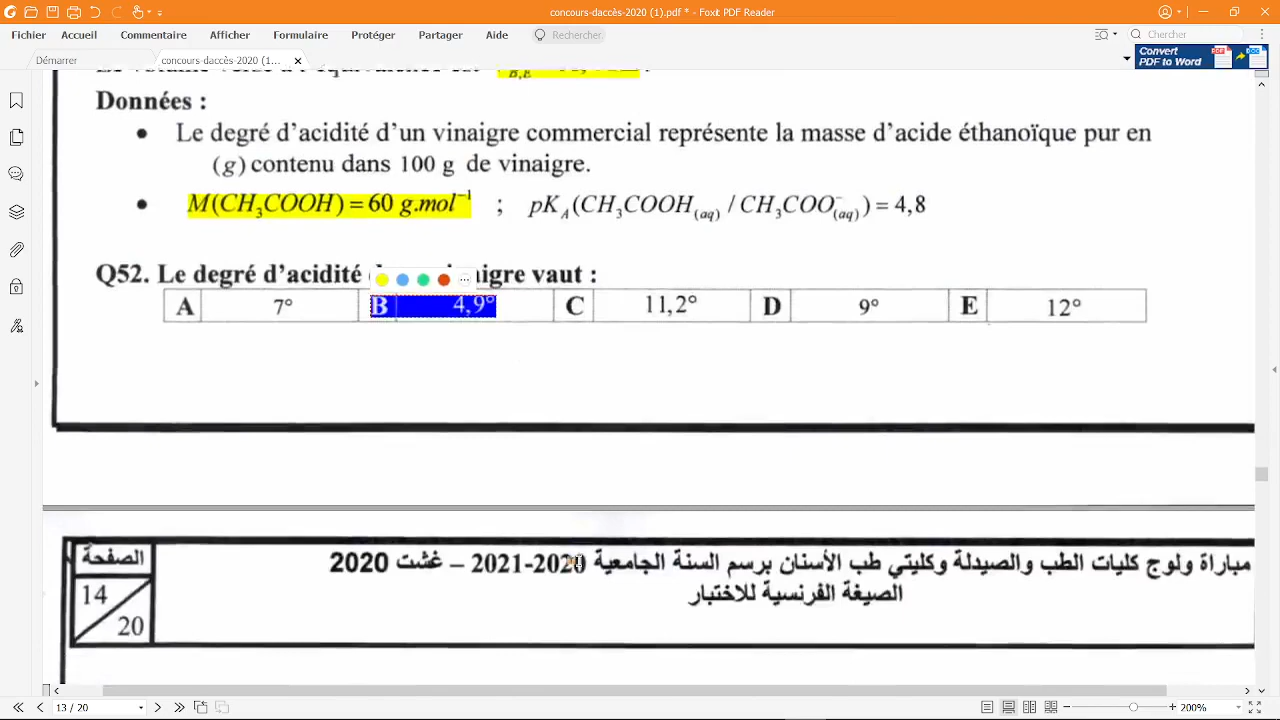 concours-daccès-2020 (1).pdf * - Foxit PDF Reader
Fichier Accueil Commentaire Afficher Formulaire Protéger Partager Aide Rechercher Chercher
Démarrer concours-daccès-2020 (1... Convert PDF to Word
B,E
Données :
• Le degré d'acidité d'un vinaigre commercial représente la masse d'acide éthanoïque pur en
(g) contenu dans 100 g de vinaigre.
• M(CH₃COOH) = 60 g.mol⁻¹ ; pK_A(CH₃COOH₍aq₎ / CH₃COO⁻₍aq₎) = 4,8
Q52. Le degré d'acidité vaut :
A 7° B 4,9° C 11,2° D 9° E 12°
الصفحة
14
20
مباراة ولوج كليات الطب والصيدلة وكليتي طب الأسنان برسم السنة الجامعية 2020-2021 – غشت 2020
الصيغة الفرنسية للاختبار
13 / 20 200%